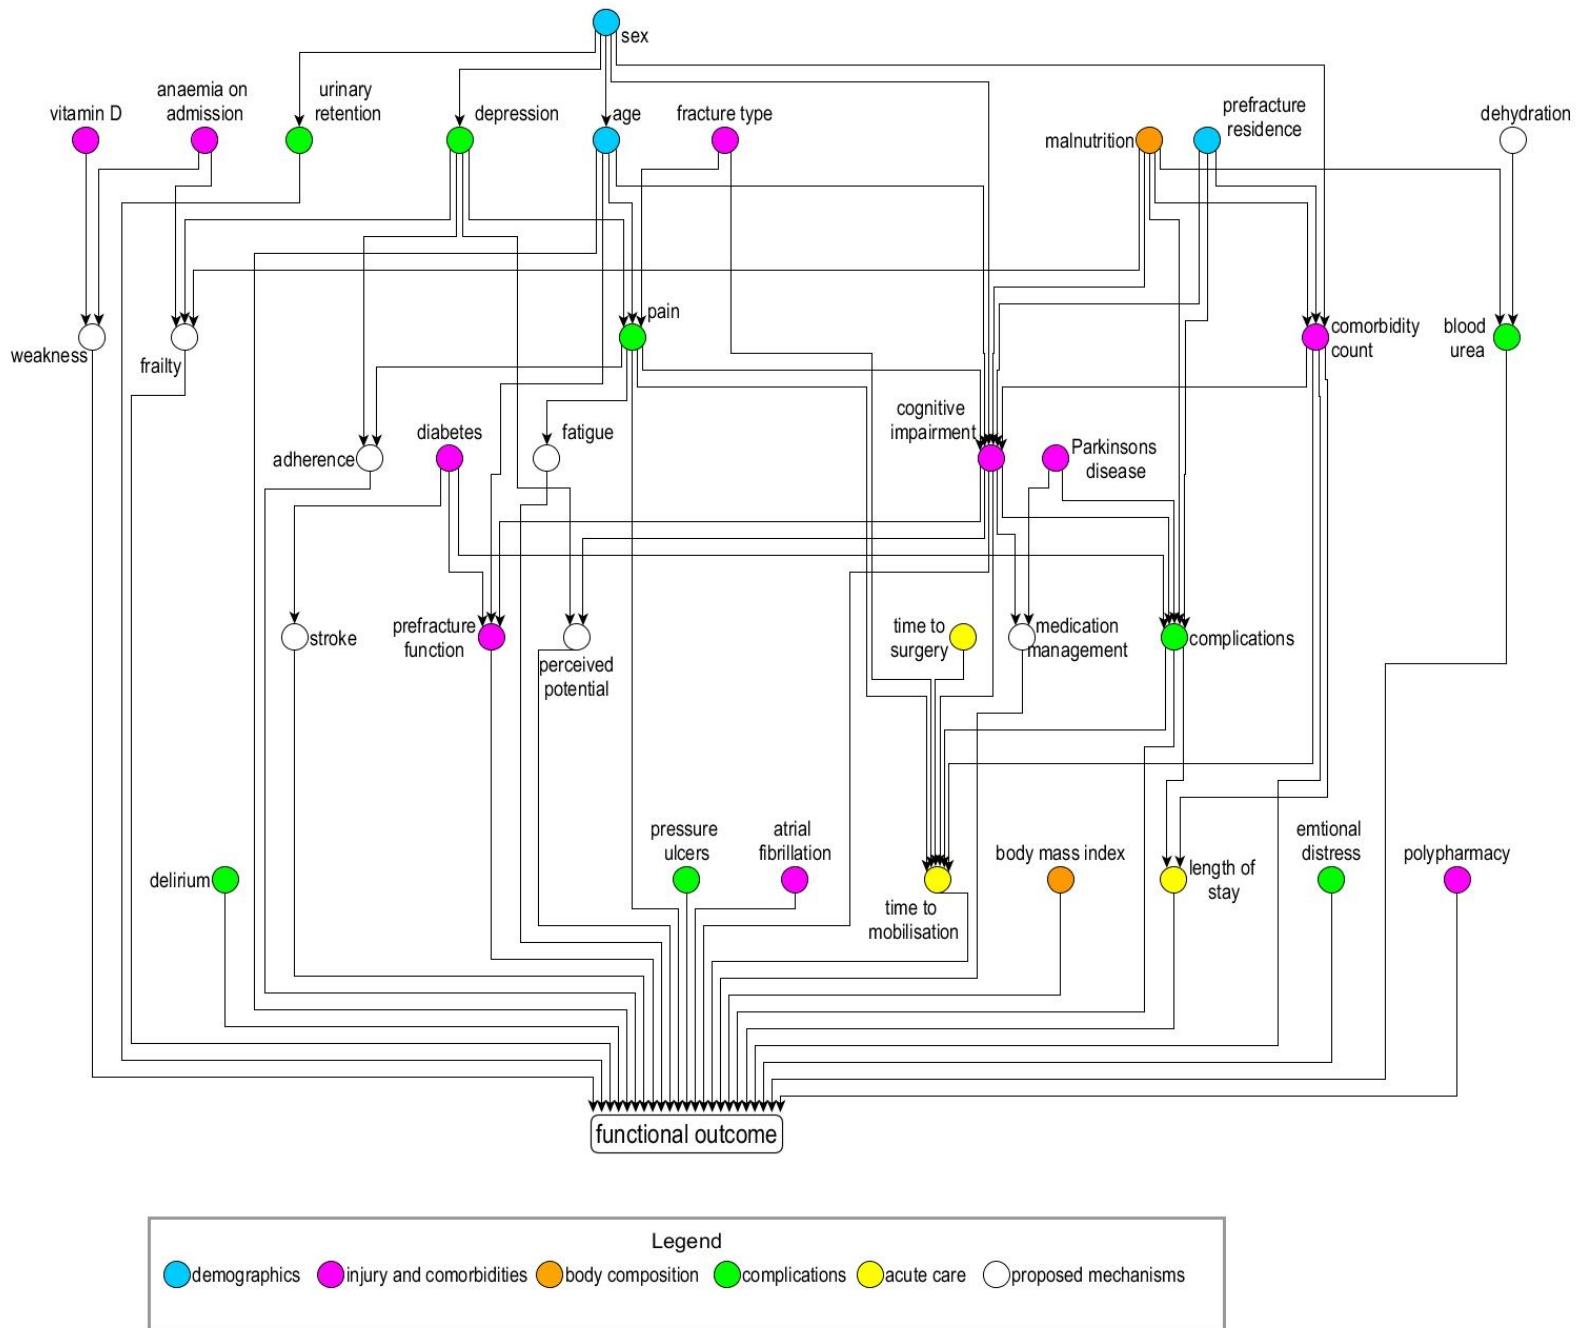 sex
vitamin D
anaemia on
admission
urinary
retention
depression
age
fracture type
malnutrition
prefracture
residence
dehydration
weakness
frailty
pain
comorbidity
count
blood
urea
adherence
diabetes
fatigue
cognitive
impairment
Parkinsons
disease
stroke
prefracture
function
perceived
potential
time to
surgery
medication
management
complications
delirium
pressure
ulcers
atrial
fibrillation
time to
mobilisation
body mass index
length of
stay
emtional
distress
polypharmacy
functional outcome
Legend
demographics
injury and comorbidities
body composition
complications
acute care
proposed mechanisms